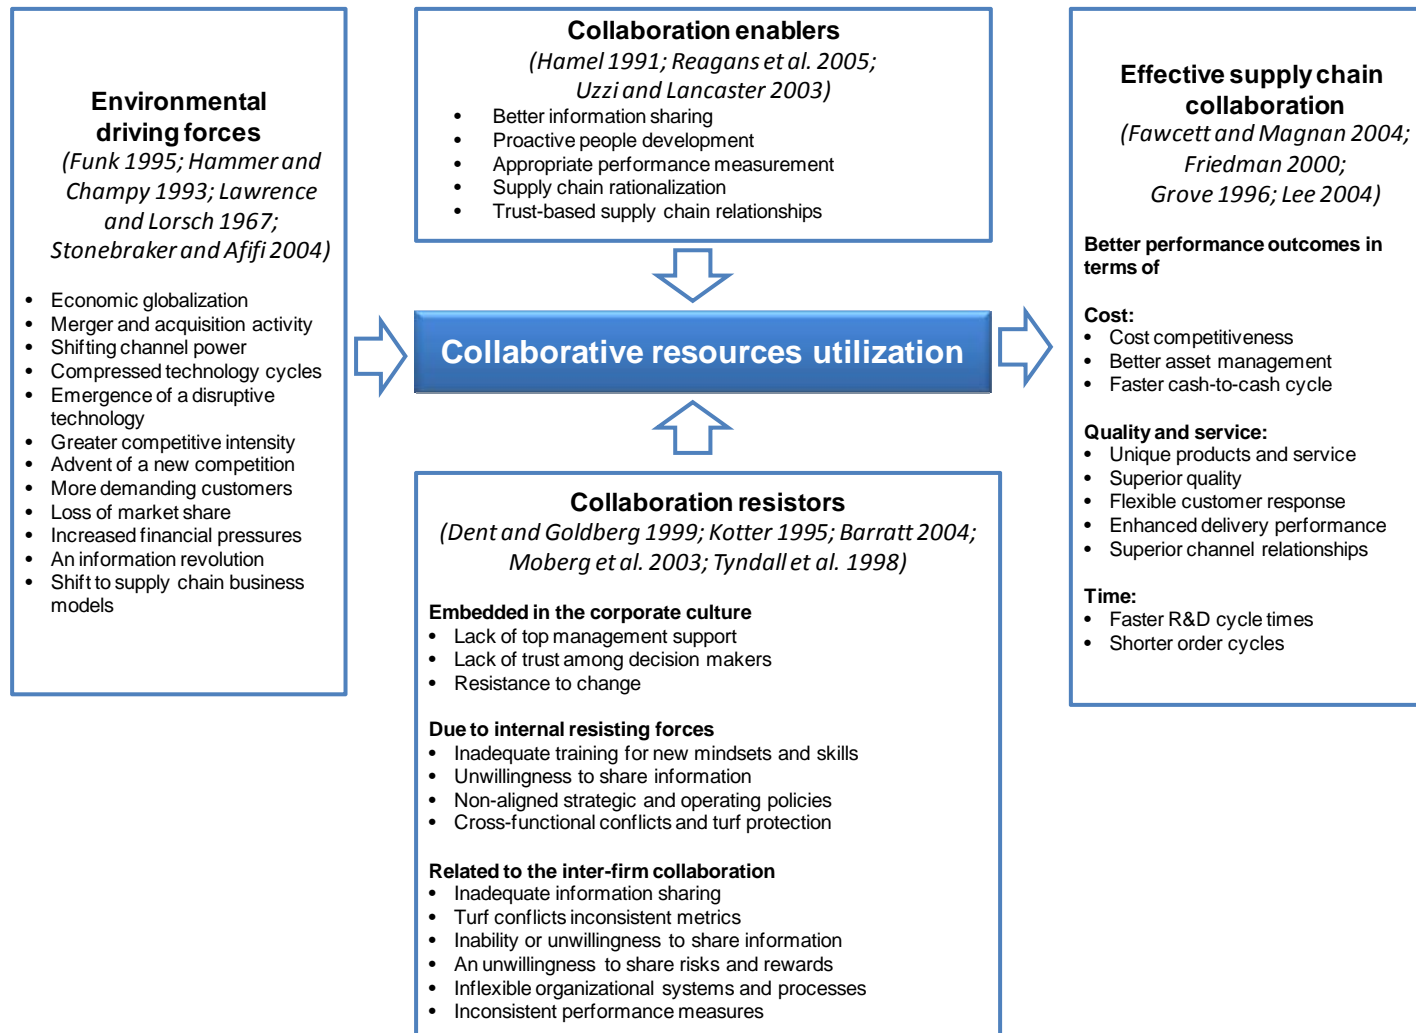 Environmental
driving forces
(Funk 1995; Hammer and
Champy 1993; Lawrence
and Lorsch 1967;
Stonebraker and Afifi 2004)
• Economic globalization
• Merger and acquisition activity
• Shifting channel power
• Compressed technology cycles
• Emergence of a disruptive
technology
• Greater competitive intensity
• Advent of a new competition
• More demanding customers
• Loss of market share
• Increased financial pressures
• An information revolution
• Shift to supply chain business
models
Collaboration enablers
(Hamel 1991; Reagans et al. 2005;
Uzzi and Lancaster 2003)
• Better information sharing
• Proactive people development
• Appropriate performance measurement
• Supply chain rationalization
• Trust-based supply chain relationships
Collaborative resources utilization
Collaboration resistors
(Dent and Goldberg 1999; Kotter 1995; Barratt 2004;
Moberg et al. 2003; Tyndall et al. 1998)
Embedded in the corporate culture
• Lack of top management support
• Lack of trust among decision makers
• Resistance to change
Due to internal resisting forces
• Inadequate training for new mindsets and skills
• Unwillingness to share information
• Non-aligned strategic and operating policies
• Cross-functional conflicts and turf protection
Related to the inter-firm collaboration
• Inadequate information sharing
• Turf conflicts inconsistent metrics
• Inability or unwillingness to share information
• An unwillingness to share risks and rewards
• Inflexible organizational systems and processes
• Inconsistent performance measures
Effective supply chain
collaboration
(Fawcett and Magnan 2004;
Friedman 2000;
Grove 1996; Lee 2004)
Better performance outcomes in
terms of
Cost:
• Cost competitiveness
• Better asset management
• Faster cash-to-cash cycle
Quality and service:
• Unique products and service
• Superior quality
• Flexible customer response
• Enhanced delivery performance
• Superior channel relationships
Time:
• Faster R&D cycle times
• Shorter order cycles